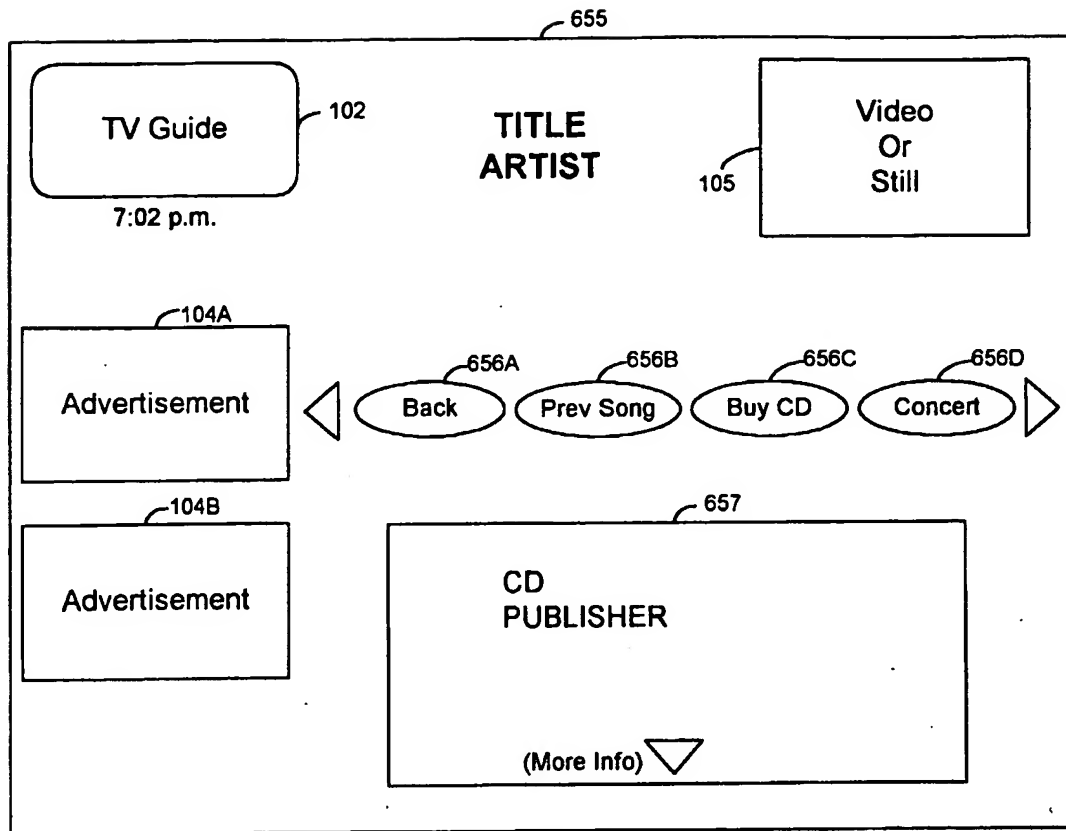 655
TV Guide
102
7:02 p.m.
TITLE
ARTIST
Video
Or
Still
105
104A
Advertisement
656A
656B
656C
656D
Back
Prev Song
Buy CD
Concert
104B
Advertisement
657
CD
PUBLISHER
(More Info)